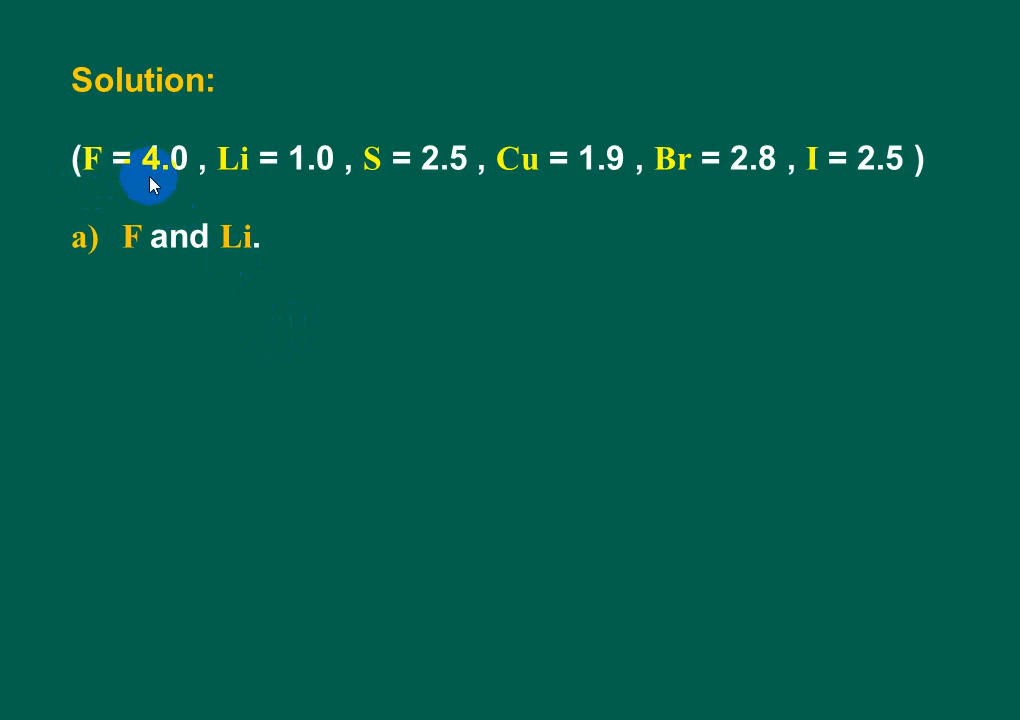 Solution:
(F = 4.0 , Li = 1.0 , S = 2.5 , Cu = 1.9 , Br = 2.8 , I = 2.5 )
a) F and Li.